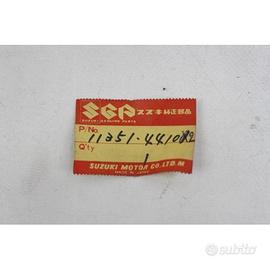 SGP スズキ純正部品
SUZUKI GENUINE PARTS
P/No. 11351-441
Q'ty 1
SUZUKI MOTOR CO.,LTD.
MADE IN JAPAN
subito